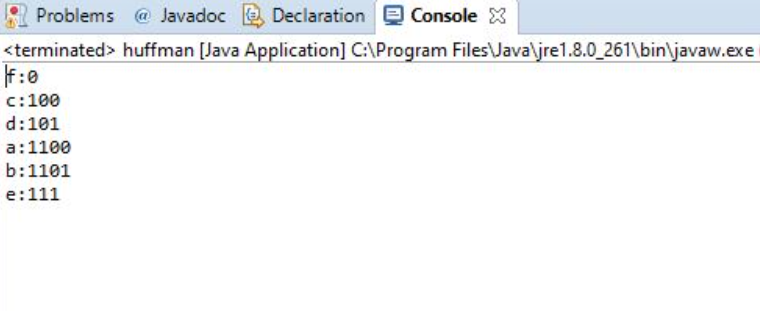 Problems @ Javadoc Declaration Console
<terminated> huffman [Java Application] C:\Program Files\Java\jre1.8.0_261\bin\javaw.exe
f:0
c:100
d:101
a:1100
b:1101
e:111